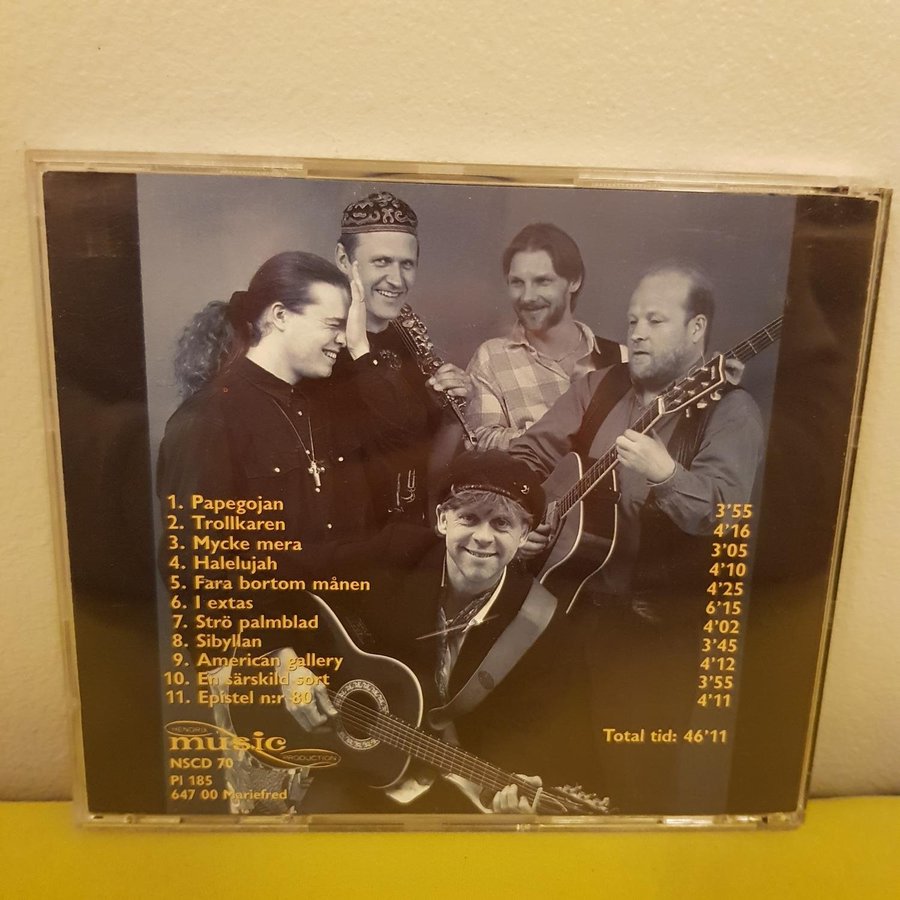 1. Papegojan 3'55
2. Trollkaren 4'16
3. Mycke mera 3'05
4. Halelujah 4'10
5. Fara bortom månen 4'25
6. I extas 6'15
7. Strö palmblad 4'02
8. Sibyllan 3'45
9. American gallery 4'12
10. En särskild sort 3'55
11. Epistel n:r 80 4'11
Total tid: 46'11
music
PRODUCTION
NSCD 70
Pl 185
647 00 Mariefred